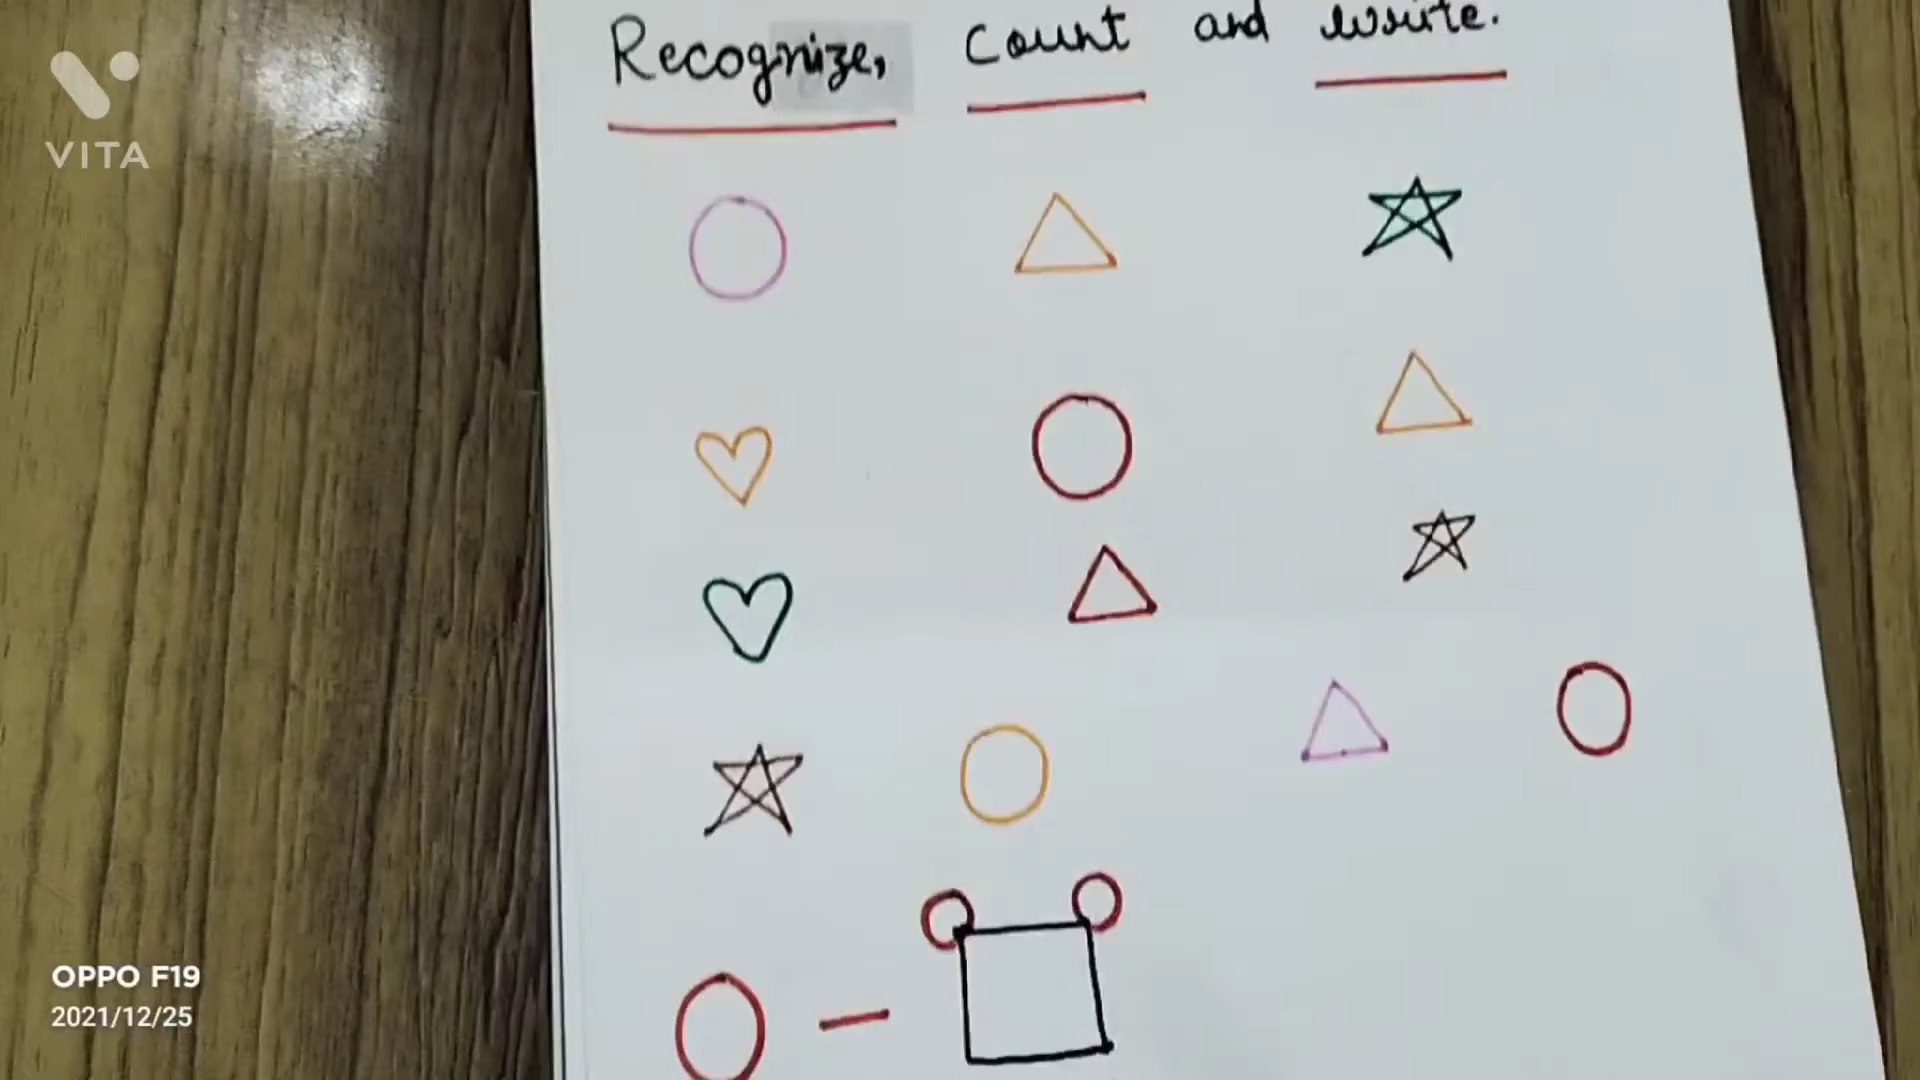 Recognize, Count and write.
VITA
OPPO F19
2021/12/25